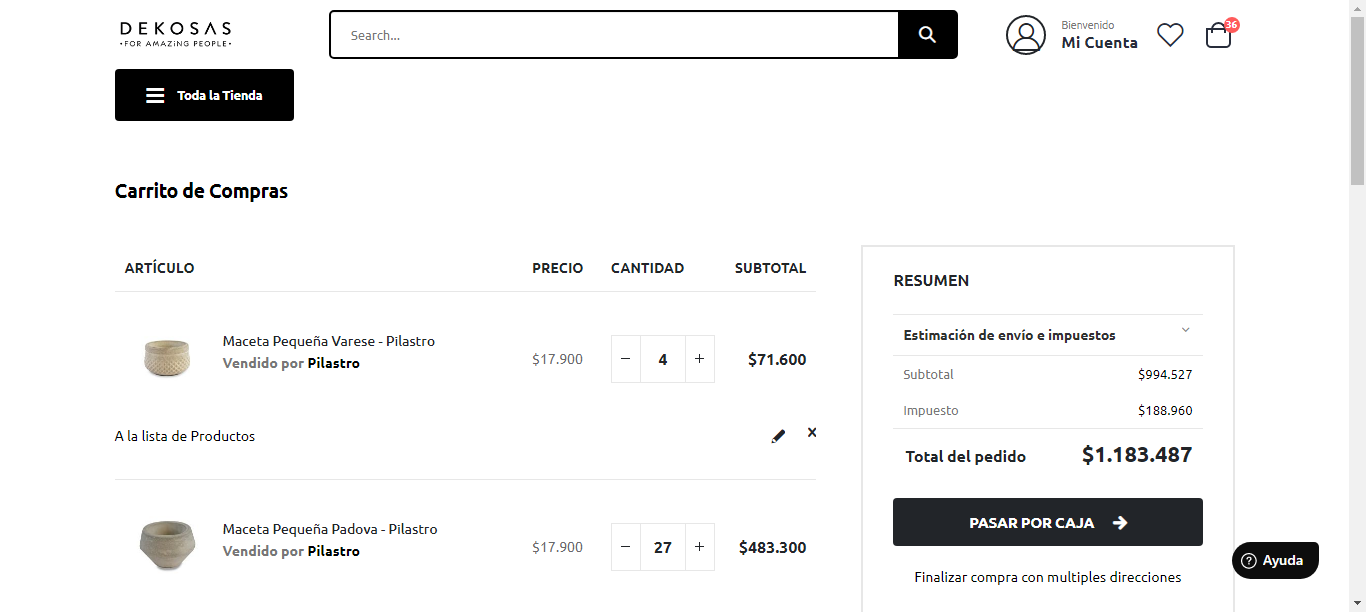 DEKOSAS
•FOR AMAZING PEOPLE•
Search...
Bienvenido
Mi Cuenta
36
Toda la Tienda
Carrito de Compras
ARTÍCULO PRECIO CANTIDAD SUBTOTAL
Maceta Pequeña Varese - Pilastro
Vendido por Pilastro
$17.900 − 4 + $71.600
A la lista de Productos
Maceta Pequeña Padova - Pilastro
Vendido por Pilastro
$17.900 − 27 + $483.300
RESUMEN
Estimación de envío e impuestos
Subtotal $994.527
Impuesto $188.960
Total del pedido $1.183.487
PASAR POR CAJA
Finalizar compra con multiples direcciones
Ayuda